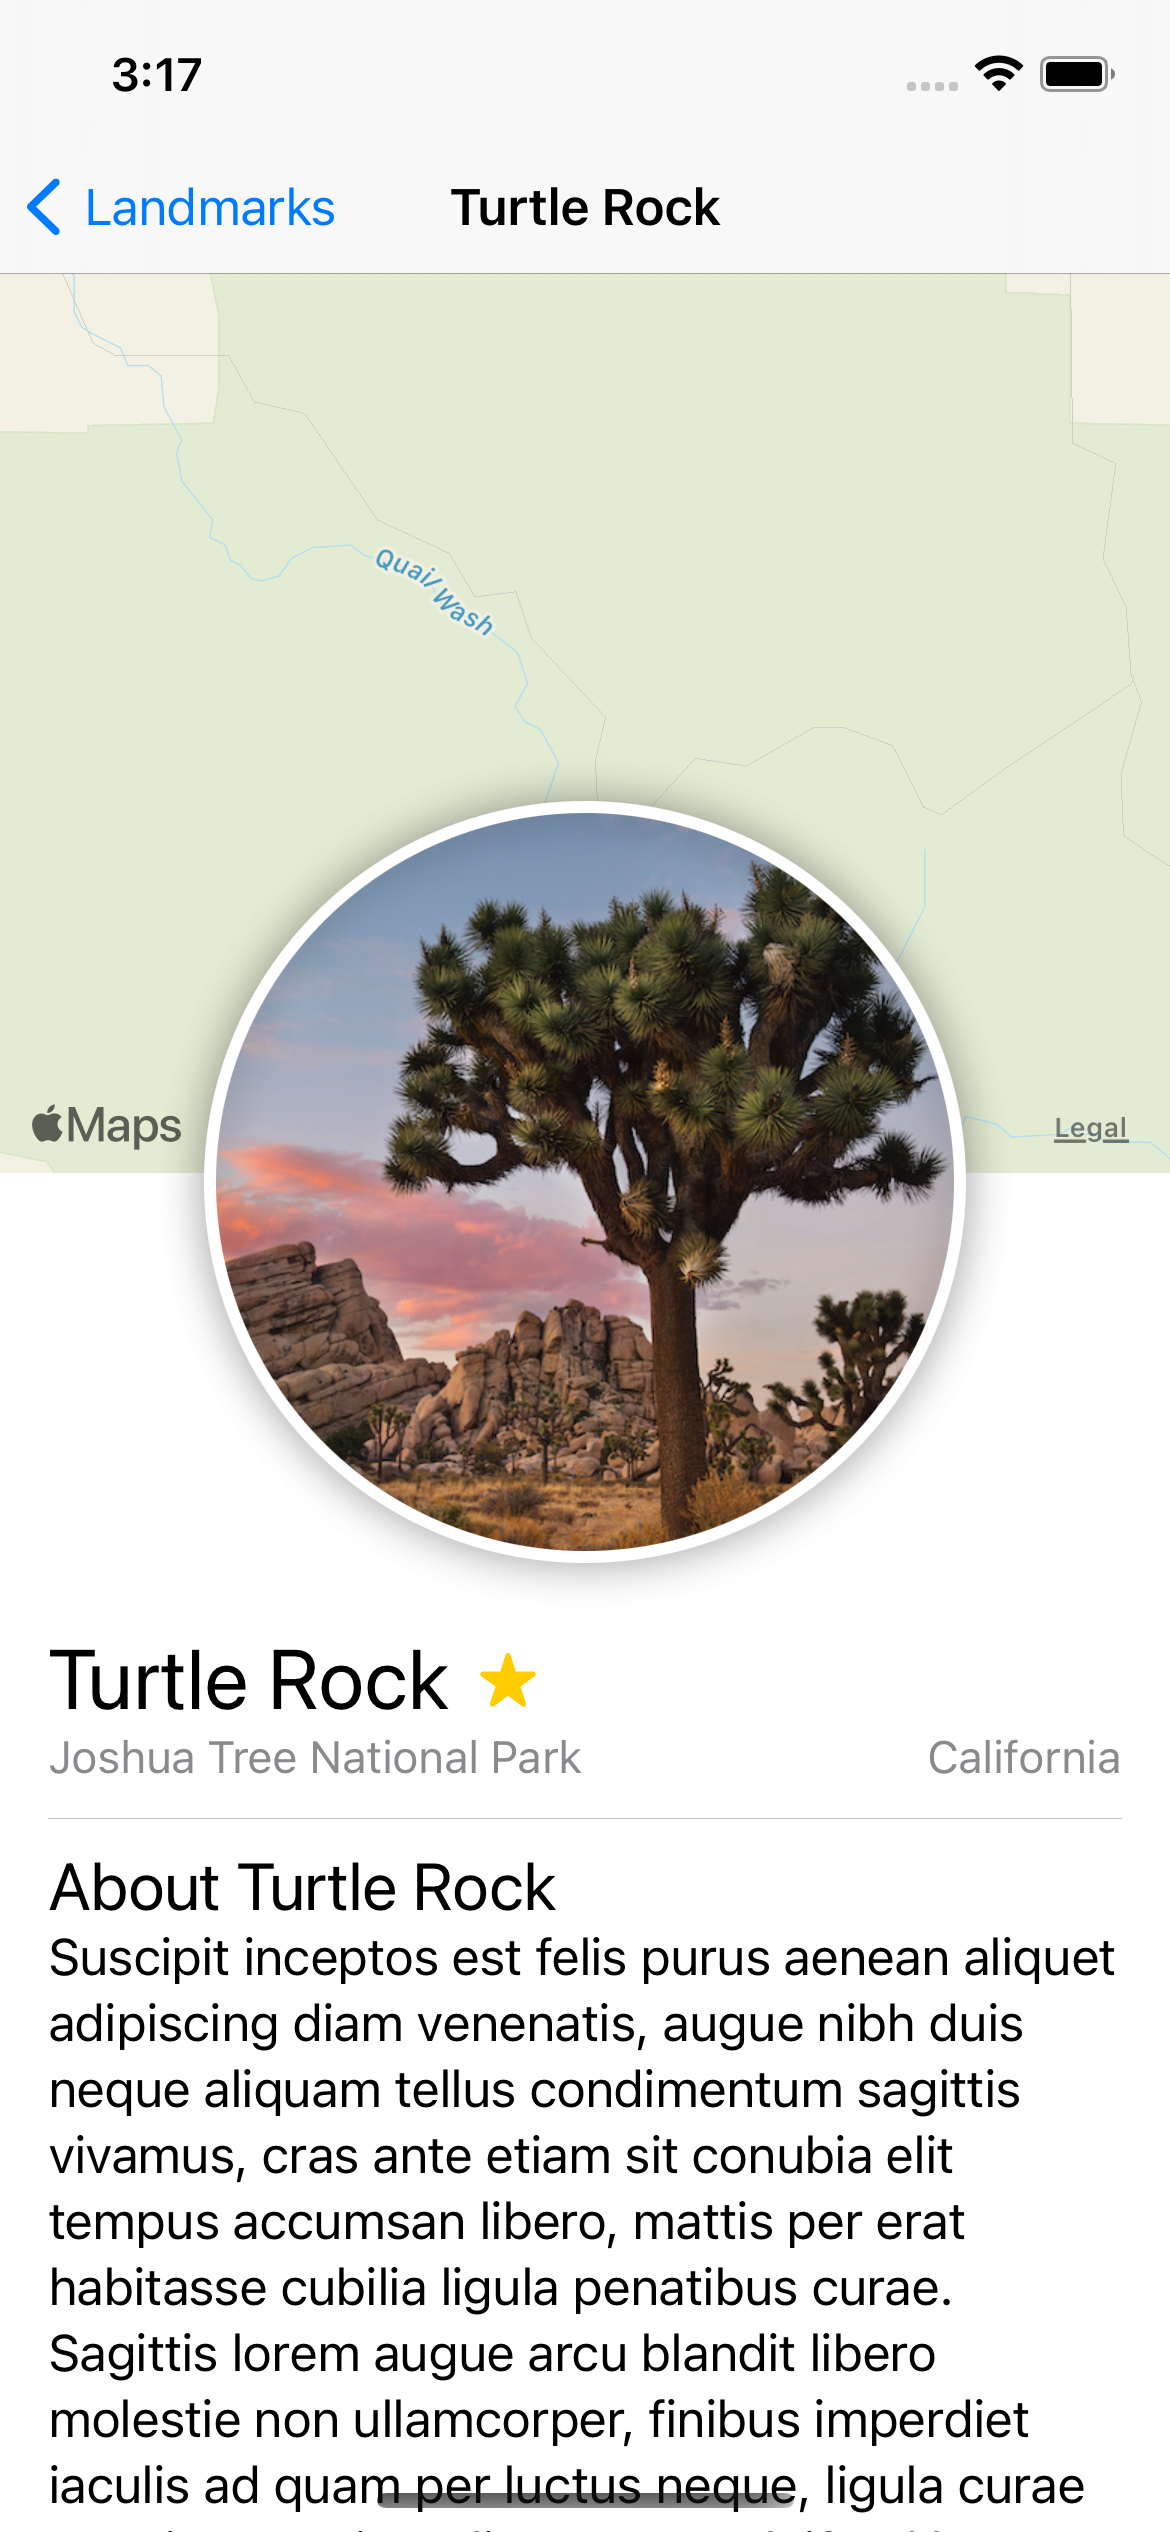 3:17
Landmarks
Turtle Rock
Quail Wash
Maps
Legal
Turtle Rock
Joshua Tree National Park
California
About Turtle Rock
Suscipit inceptos est felis purus aenean aliquet
adipiscing diam venenatis, augue nibh duis
neque aliquam tellus condimentum sagittis
vivamus, cras ante etiam sit conubia elit
tempus accumsan libero, mattis per erat
habitasse cubilia ligula penatibus curae.
Sagittis lorem augue arcu blandit libero
molestie non ullamcorper, finibus imperdiet
iaculis ad quam per luctus neque, ligula curae